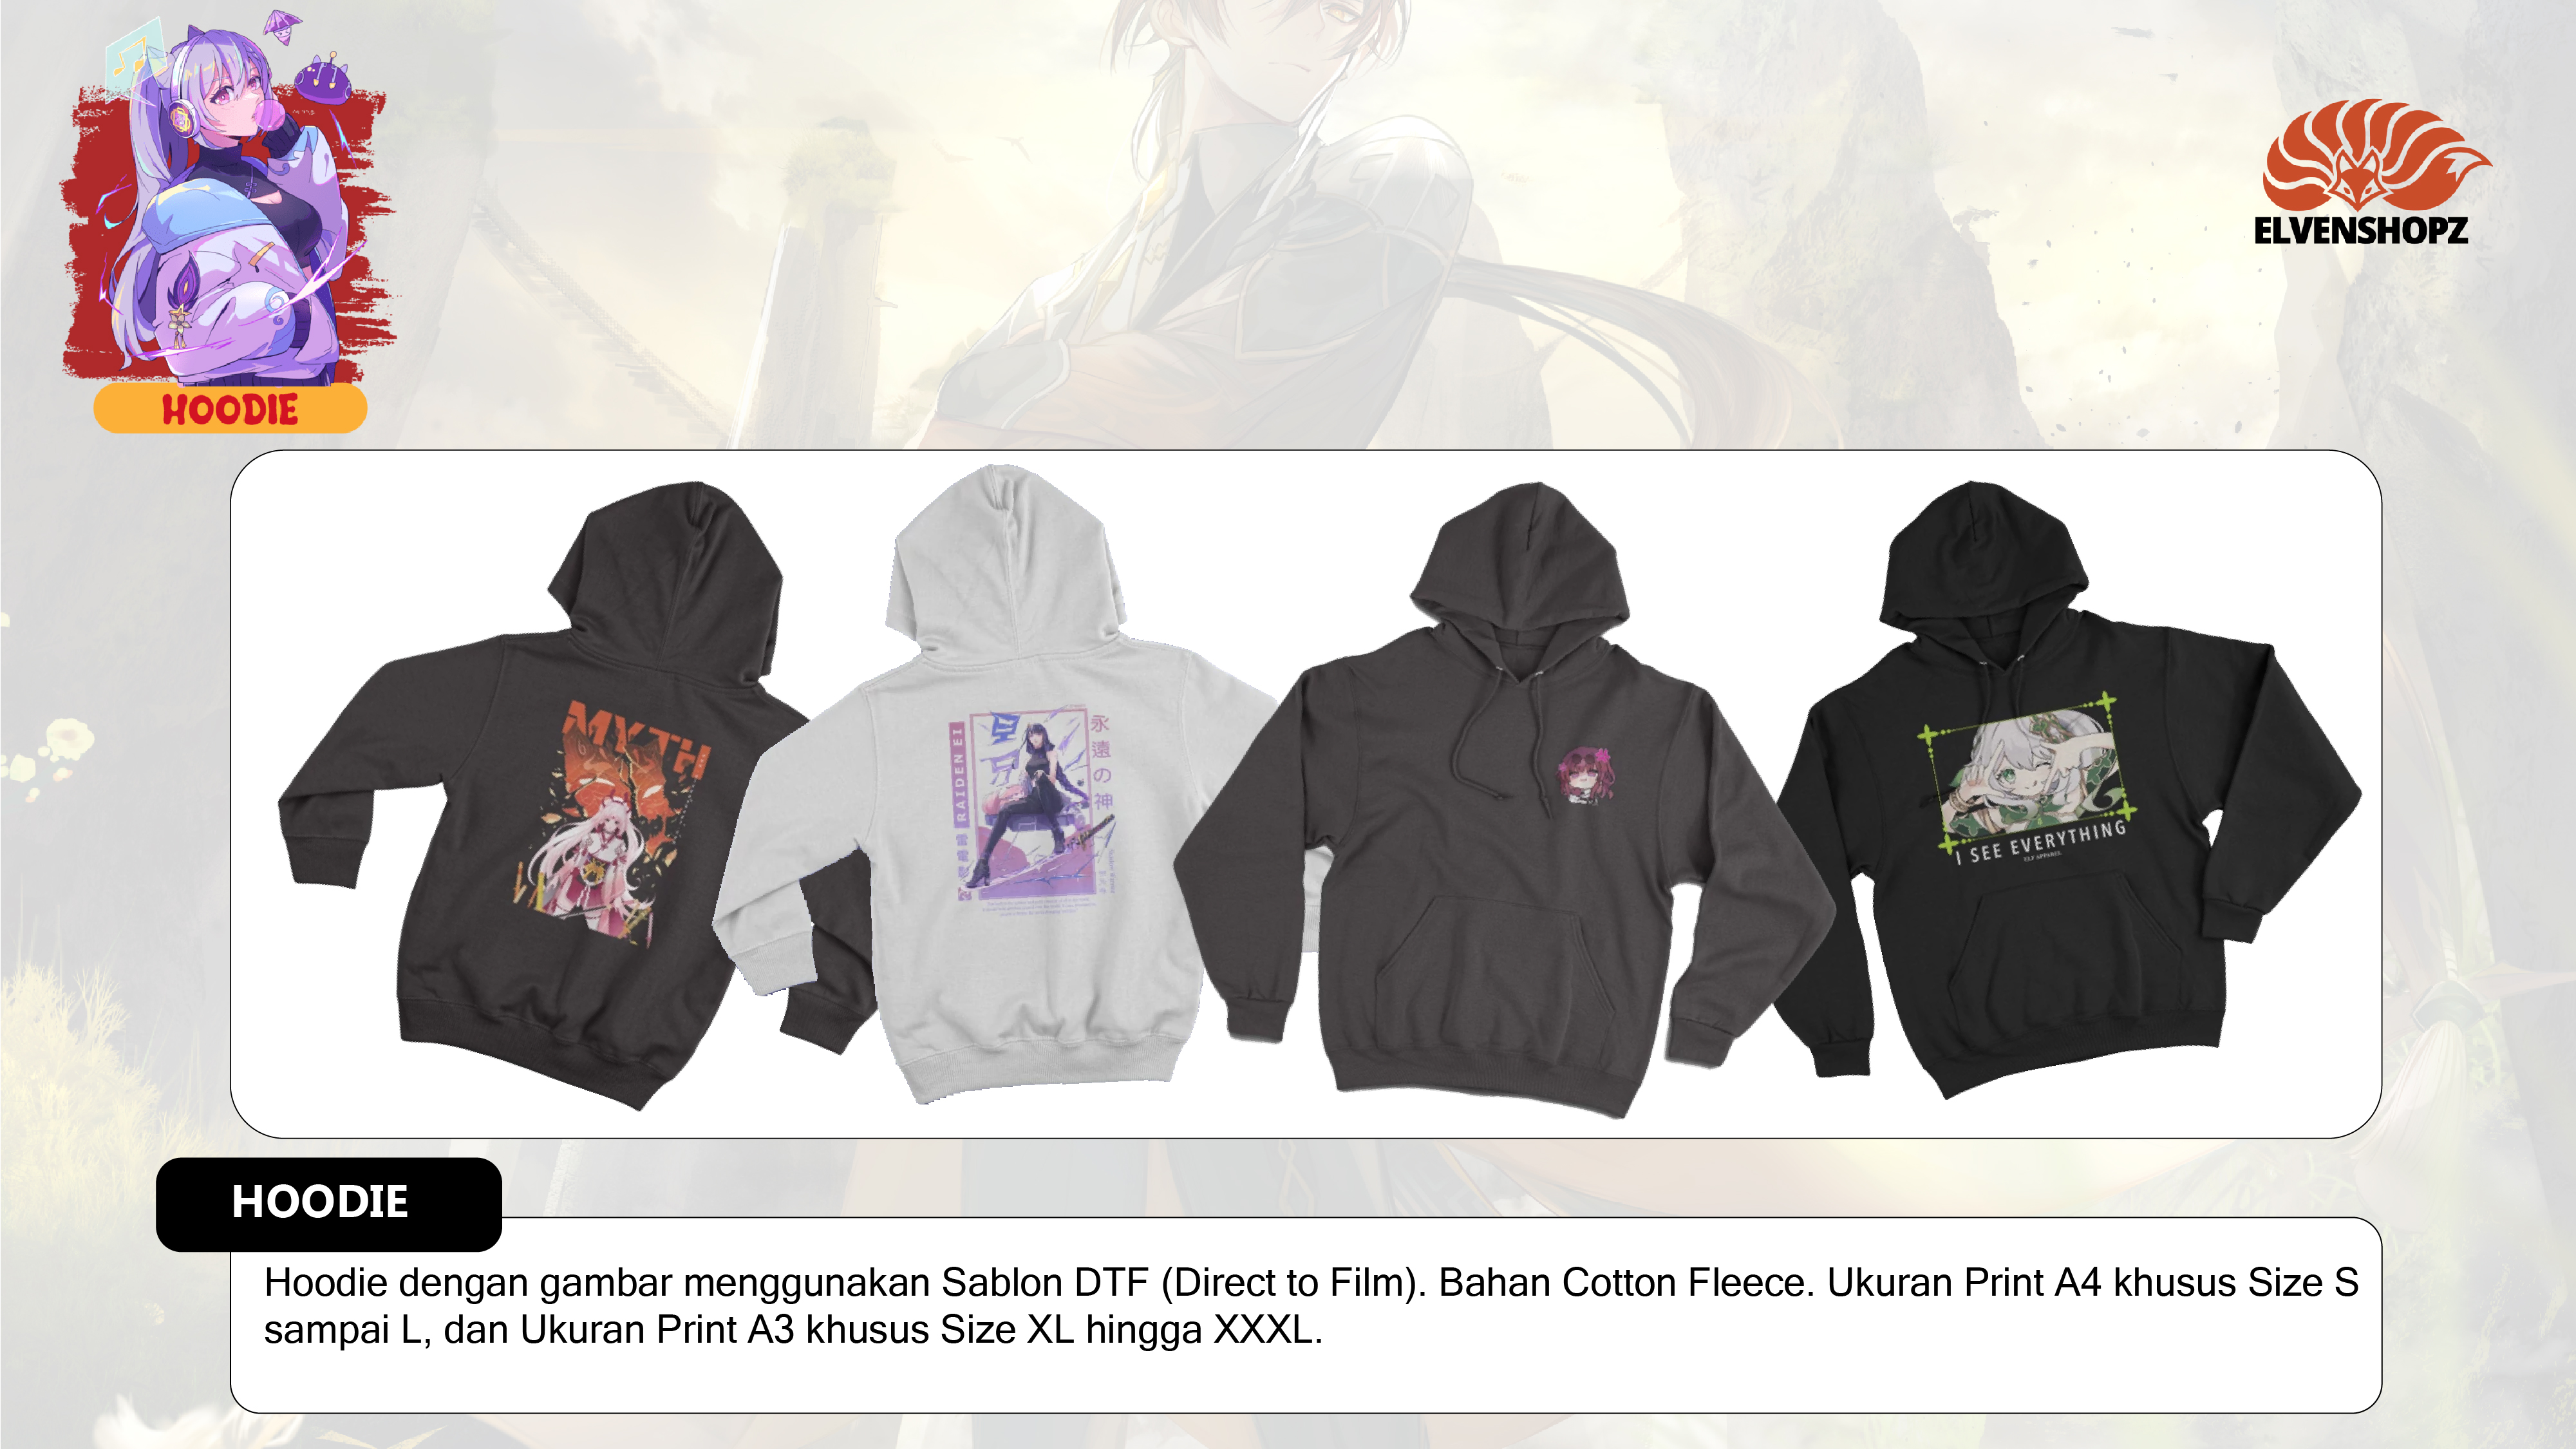 ELVENSHOPZ
HOODIE
MYTH
RAIDEN EI
永遠の神
I SEE EVERYTHING
ELF APPAREL
HOODIE
Hoodie dengan gambar menggunakan Sablon DTF (Direct to Film). Bahan Cotton Fleece. Ukuran Print A4 khusus Size S
sampai L, dan Ukuran Print A3 khusus Size XL hingga XXXL.